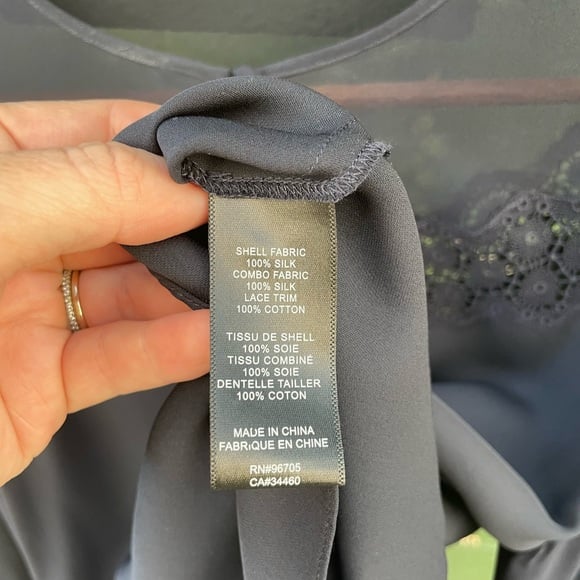 SHELL FABRIC
100% SILK
COMBO FABRIC
100% SILK
LACE TRIM
100% COTTON
TISSU DE SHELL
100% SOIE
TISSU COMBINÉ
100% SOIE
DENTELLE TAILLER
100% COTON
MADE IN CHINA
FABRIQUE EN CHINE
RN#96705
CA#34460